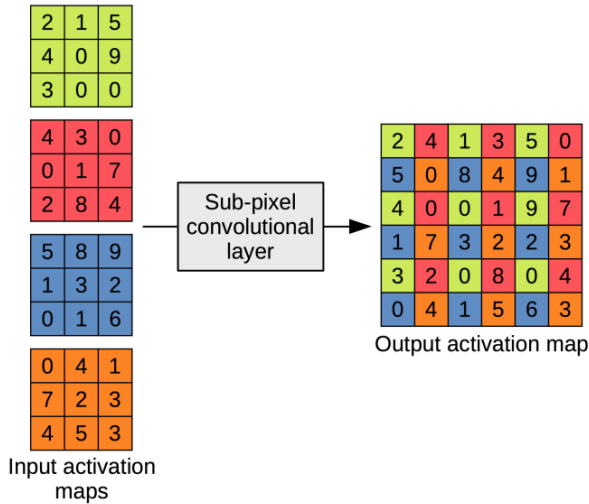 2 1 5
4 0 9
3 0 0
4 3 0
0 1 7
2 8 4
5 8 9
1 3 2
0 1 6
0 4 1
7 2 3
4 5 3
Input activation
maps
Sub-pixel
convolutional
layer
2 4 1 3 5 0
5 0 8 4 9 1
4 0 0 1 9 7
1 7 3 2 2 3
3 2 0 8 0 4
0 4 1 5 6 3
Output activation map